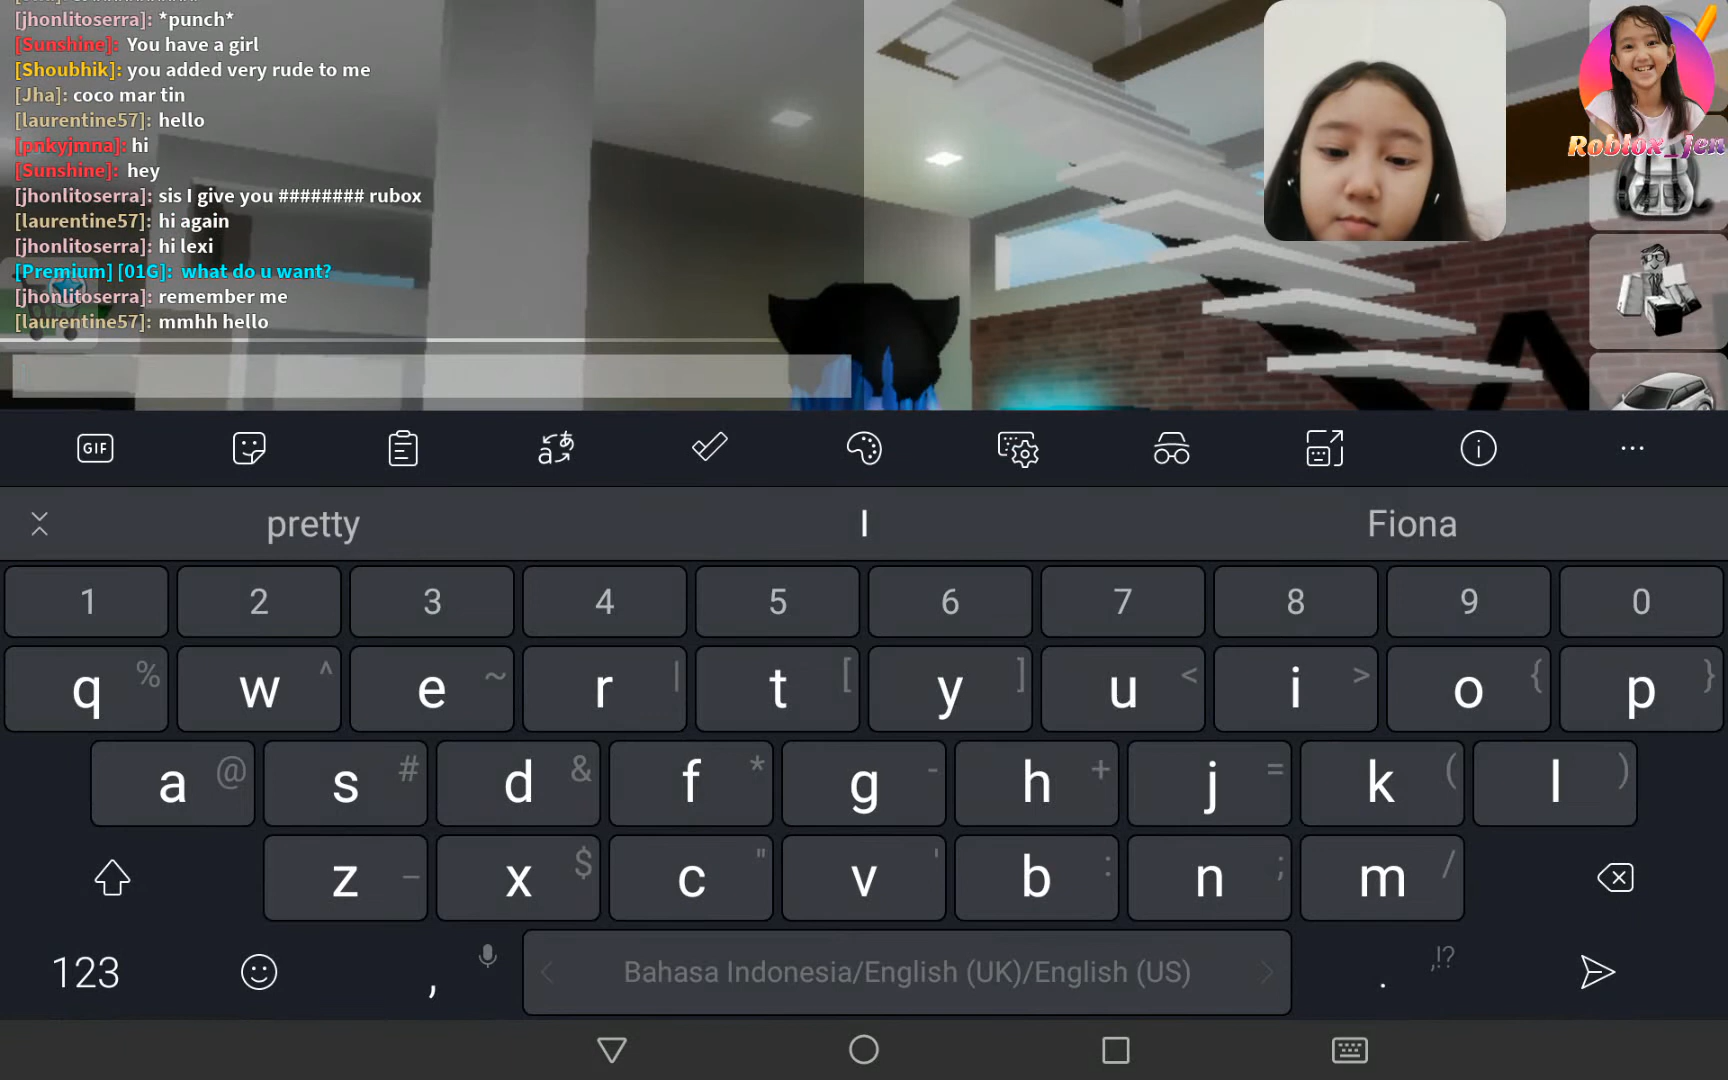 [jhonlitoserra]: *punch*
[Sunshine]: You have a girl
[Shoubhik]: you added very rude to me
[Jha]: coco mar tin
[laurentine57]: hello
[pnkyjmna]: hi
[Sunshine]: hey
[jhonlitoserra]: sis I give you ######## rubox
[laurentine57]: hi again
[jhonlitoserra]: hi lexi
[Premium] [01G]: what do u want?
[jhonlitoserra]: remember me
[laurentine57]: mmhh hello
Roblox_jen
GIF
pretty I Fiona
1 2 3 4 5 6 7 8 9 0
q % w ^ e ~ r | t [ y ] u < i > o { p }
a @ s # d & f * g - h + j = k ( l )
z _ x $ c " v ' b : n ; m /
123 , Bahasa Indonesia/English (UK)/English (US) . ,!?